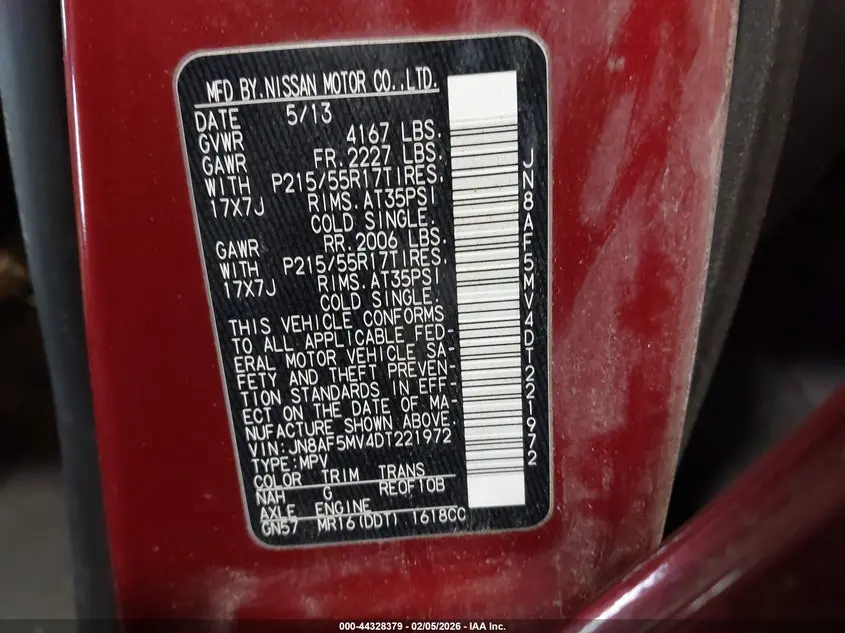 MFD BY.NISSAN MOTOR CO.,LTD.
DATE 5/13
GVWR 4167 LBS.
GAWR FR.2227 LBS.
WITH P215/55R17TIRES.
17X7J RIMS.AT35PSI
COLD SINGLE.
GAWR RR.2006 LBS.
WITH P215/55R17TIRES.
17X7J RIMS.AT35PSI
COLD SINGLE.
THIS VEHICLE CONFORMS
TO ALL APPLICABLE FED-
ERAL MOTOR VEHICLE SA-
FETY AND THEFT PREVEN-
TION STANDARDS IN EFF-
ECT ON THE DATE OF MA-
NUFACTURE SHOWN ABOVE.
VIN:JN8AF5MV4DT221972
TYPE:MPV
COLOR TRIM TRANS
NAH G REOF10B
AXLE ENGINE
GN57 MR16(DDT) 1618CC
JN8AF5MV4DT221972
000-44328379 - 02/05/2026 - IAA Inc.